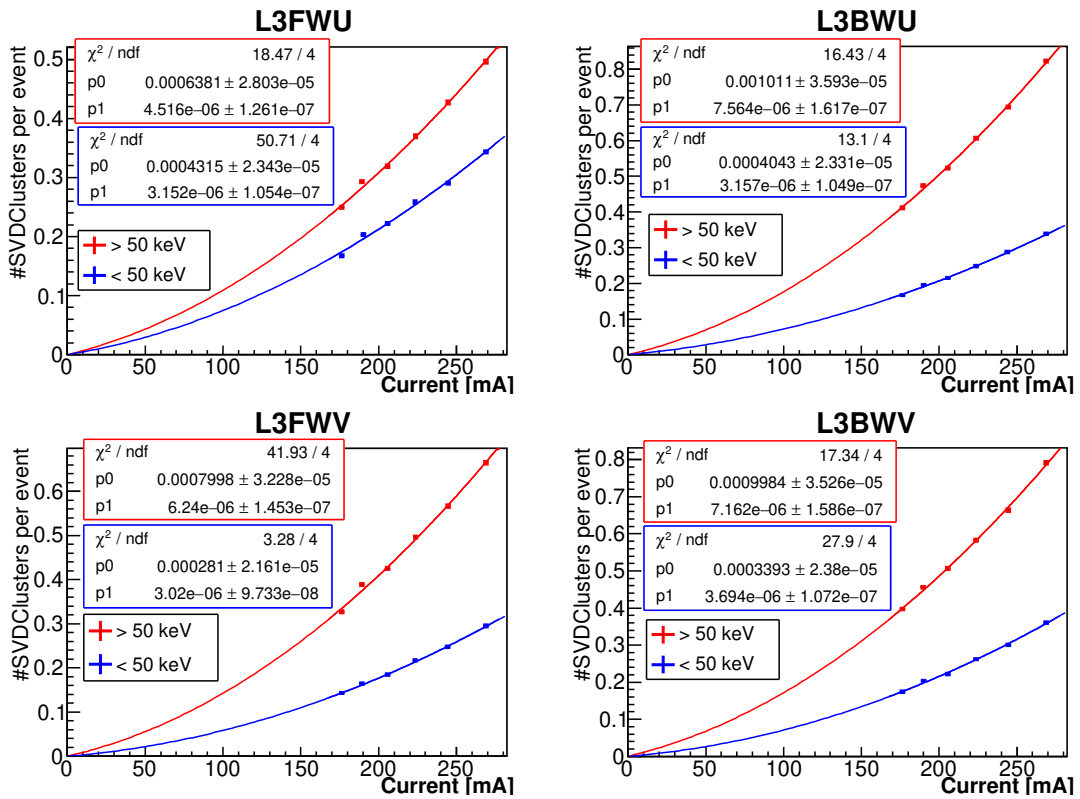 L3FWU
#SVDClusters per event
0.5
0.4
0.3
0.2
0.1
0
χ² / ndf 18.47 / 4
p0 0.0006381 ± 2.803e−05
p1 4.516e−06 ± 1.261e−07
χ² / ndf 50.71 / 4
p0 0.0004315 ± 2.343e−05
p1 3.152e−06 ± 1.054e−07
> 50 keV
< 50 keV
0 50 100 150 200 250
Current [mA]
L3BWU
#SVDClusters per event
0.8
0.7
0.6
0.5
0.4
0.3
0.2
0.1
0
χ² / ndf 16.43 / 4
p0 0.001011 ± 3.593e−05
p1 7.564e−06 ± 1.617e−07
χ² / ndf 13.1 / 4
p0 0.0004043 ± 2.331e−05
p1 3.157e−06 ± 1.049e−07
> 50 keV
< 50 keV
0 50 100 150 200 250
Current [mA]
L3FWV
#SVDClusters per event
0.6
0.5
0.4
0.3
0.2
0.1
0
χ² / ndf 41.93 / 4
p0 0.0007998 ± 3.228e−05
p1 6.24e−06 ± 1.453e−07
χ² / ndf 3.28 / 4
p0 0.000281 ± 2.161e−05
p1 3.02e−06 ± 9.733e−08
> 50 keV
< 50 keV
0 50 100 150 200 250
Current [mA]
L3BWV
#SVDClusters per event
0.8
0.7
0.6
0.5
0.4
0.3
0.2
0.1
0
χ² / ndf 17.34 / 4
p0 0.0009984 ± 3.526e−05
p1 7.162e−06 ± 1.586e−07
χ² / ndf 27.9 / 4
p0 0.0003393 ± 2.38e−05
p1 3.694e−06 ± 1.072e−07
> 50 keV
< 50 keV
0 50 100 150 200 250
Current [mA]